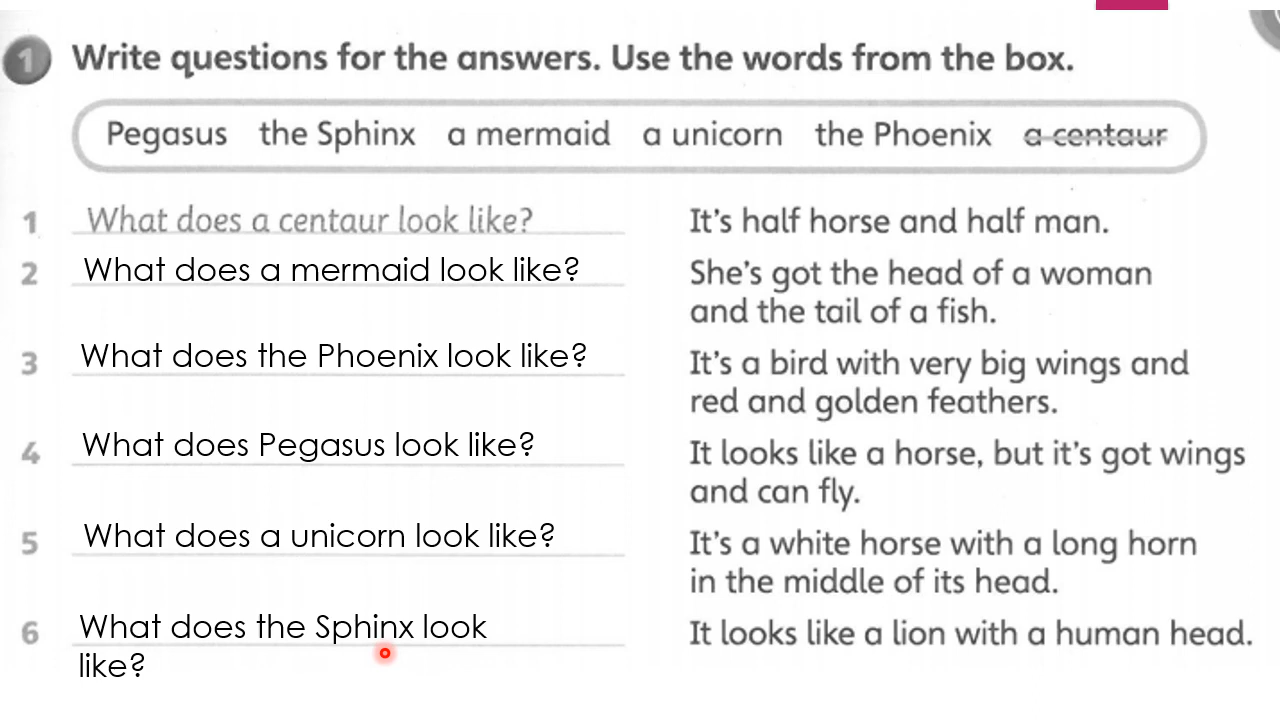 1 Write questions for the answers. Use the words from the box.
Pegasus the Sphinx a mermaid a unicorn the Phoenix a centaur
1 What does a centaur look like? It's half horse and half man.
2 What does a mermaid look like? She's got the head of a woman
and the tail of a fish.
3 What does the Phoenix look like? It's a bird with very big wings and
red and golden feathers.
4 What does Pegasus look like? It looks like a horse, but it's got wings
and can fly.
5 What does a unicorn look like? It's a white horse with a long horn
in the middle of its head.
6 What does the Sphinx look It looks like a lion with a human head.
like?